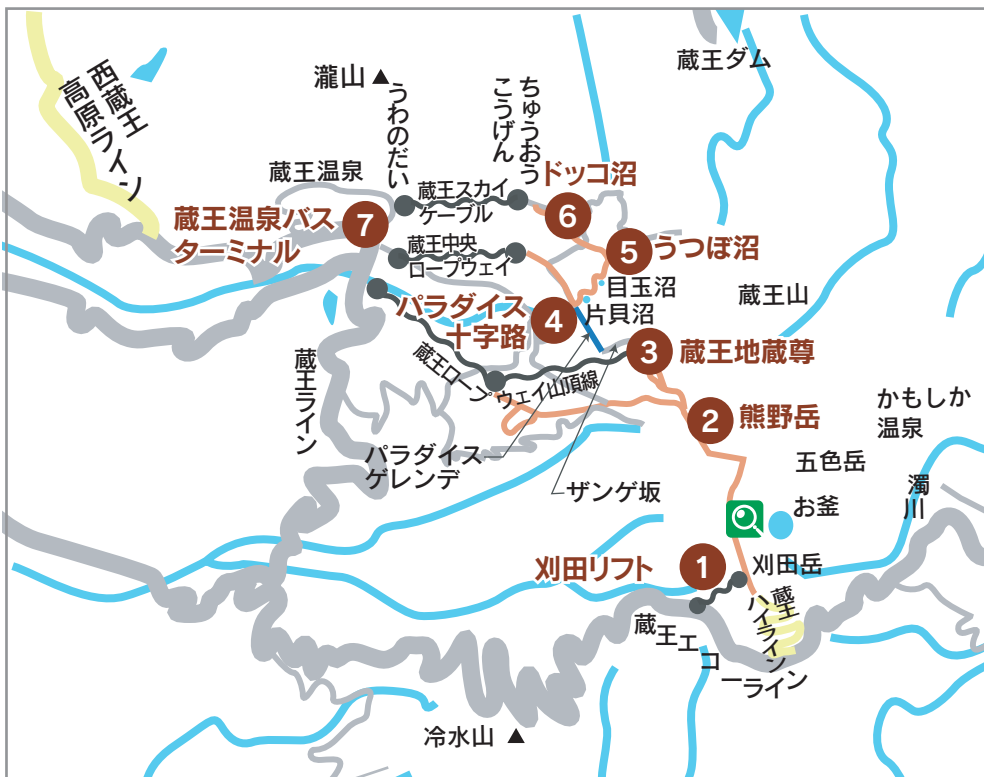 蔵王ダム
瀧山▲
西蔵王
高原ライン
うわのだい
ちゅうおう
こうげん
蔵王温泉
蔵王スカイ
ケーブル
ドッコ沼
6
蔵王温泉バス
ターミナル
7
5
うつぼ沼
蔵王中央
ロープウェイ
目玉沼
片貝沼
蔵王山
パラダイス
十字路
4
3
蔵王地蔵尊
蔵王ロープウェイ山頂線
蔵王ライン
2
熊野岳
かもしか
温泉
パラダイス
ゲレンデ
ザンゲ坂
五色岳
お釜
濁川
刈田リフト
1
刈田岳
蔵王
ハイライン
蔵王エコーライン
冷水山 ▲